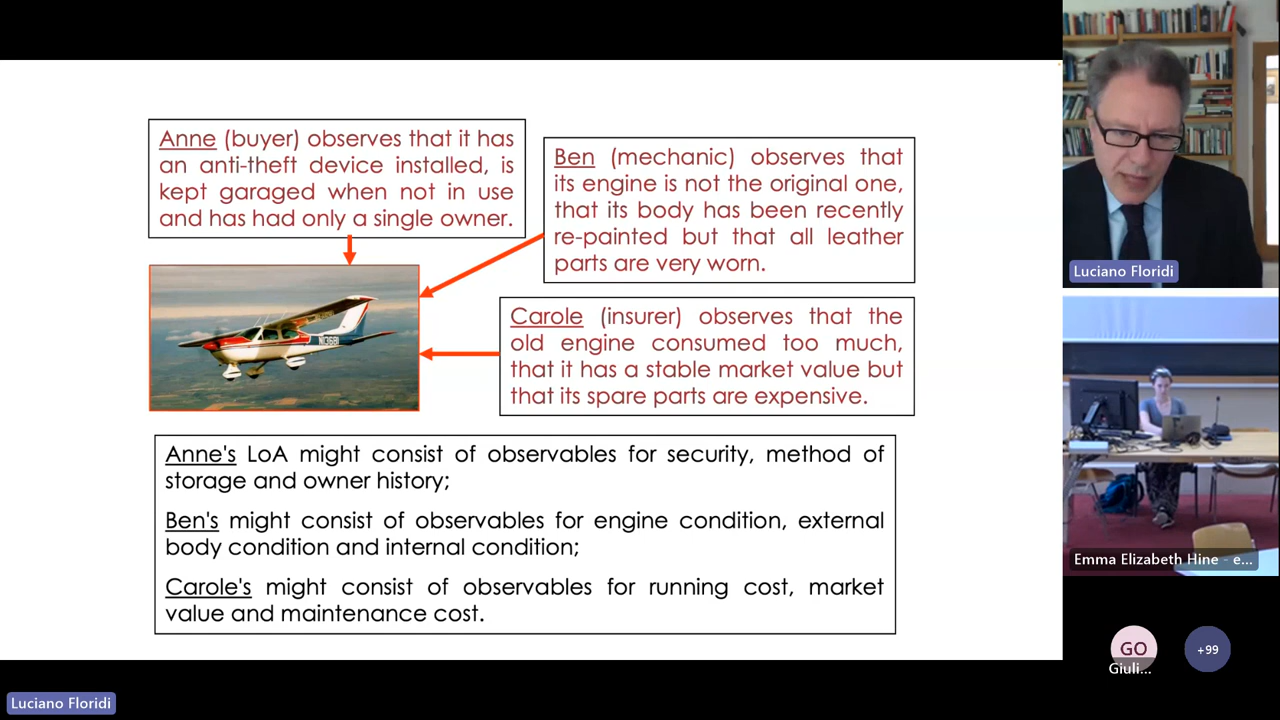 Anne (buyer) observes that it has
an anti-theft device installed, is
kept garaged when not in use
and has had only a single owner.
Ben (mechanic) observes that
its engine is not the original one,
that its body has been recently
re-painted but that all leather
parts are very worn.
Carole (insurer) observes that the
old engine consumed too much,
that it has a stable market value but
that its spare parts are expensive.
N13681
Anne's LoA might consist of observables for security, method of
storage and owner history;
Ben's might consist of observables for engine condition, external
body condition and internal condition;
Carole's might consist of observables for running cost, market
value and maintenance cost.
Luciano Floridi
Emma Elizabeth Hine - e...
GO
Giuli...
+99
Luciano Floridi